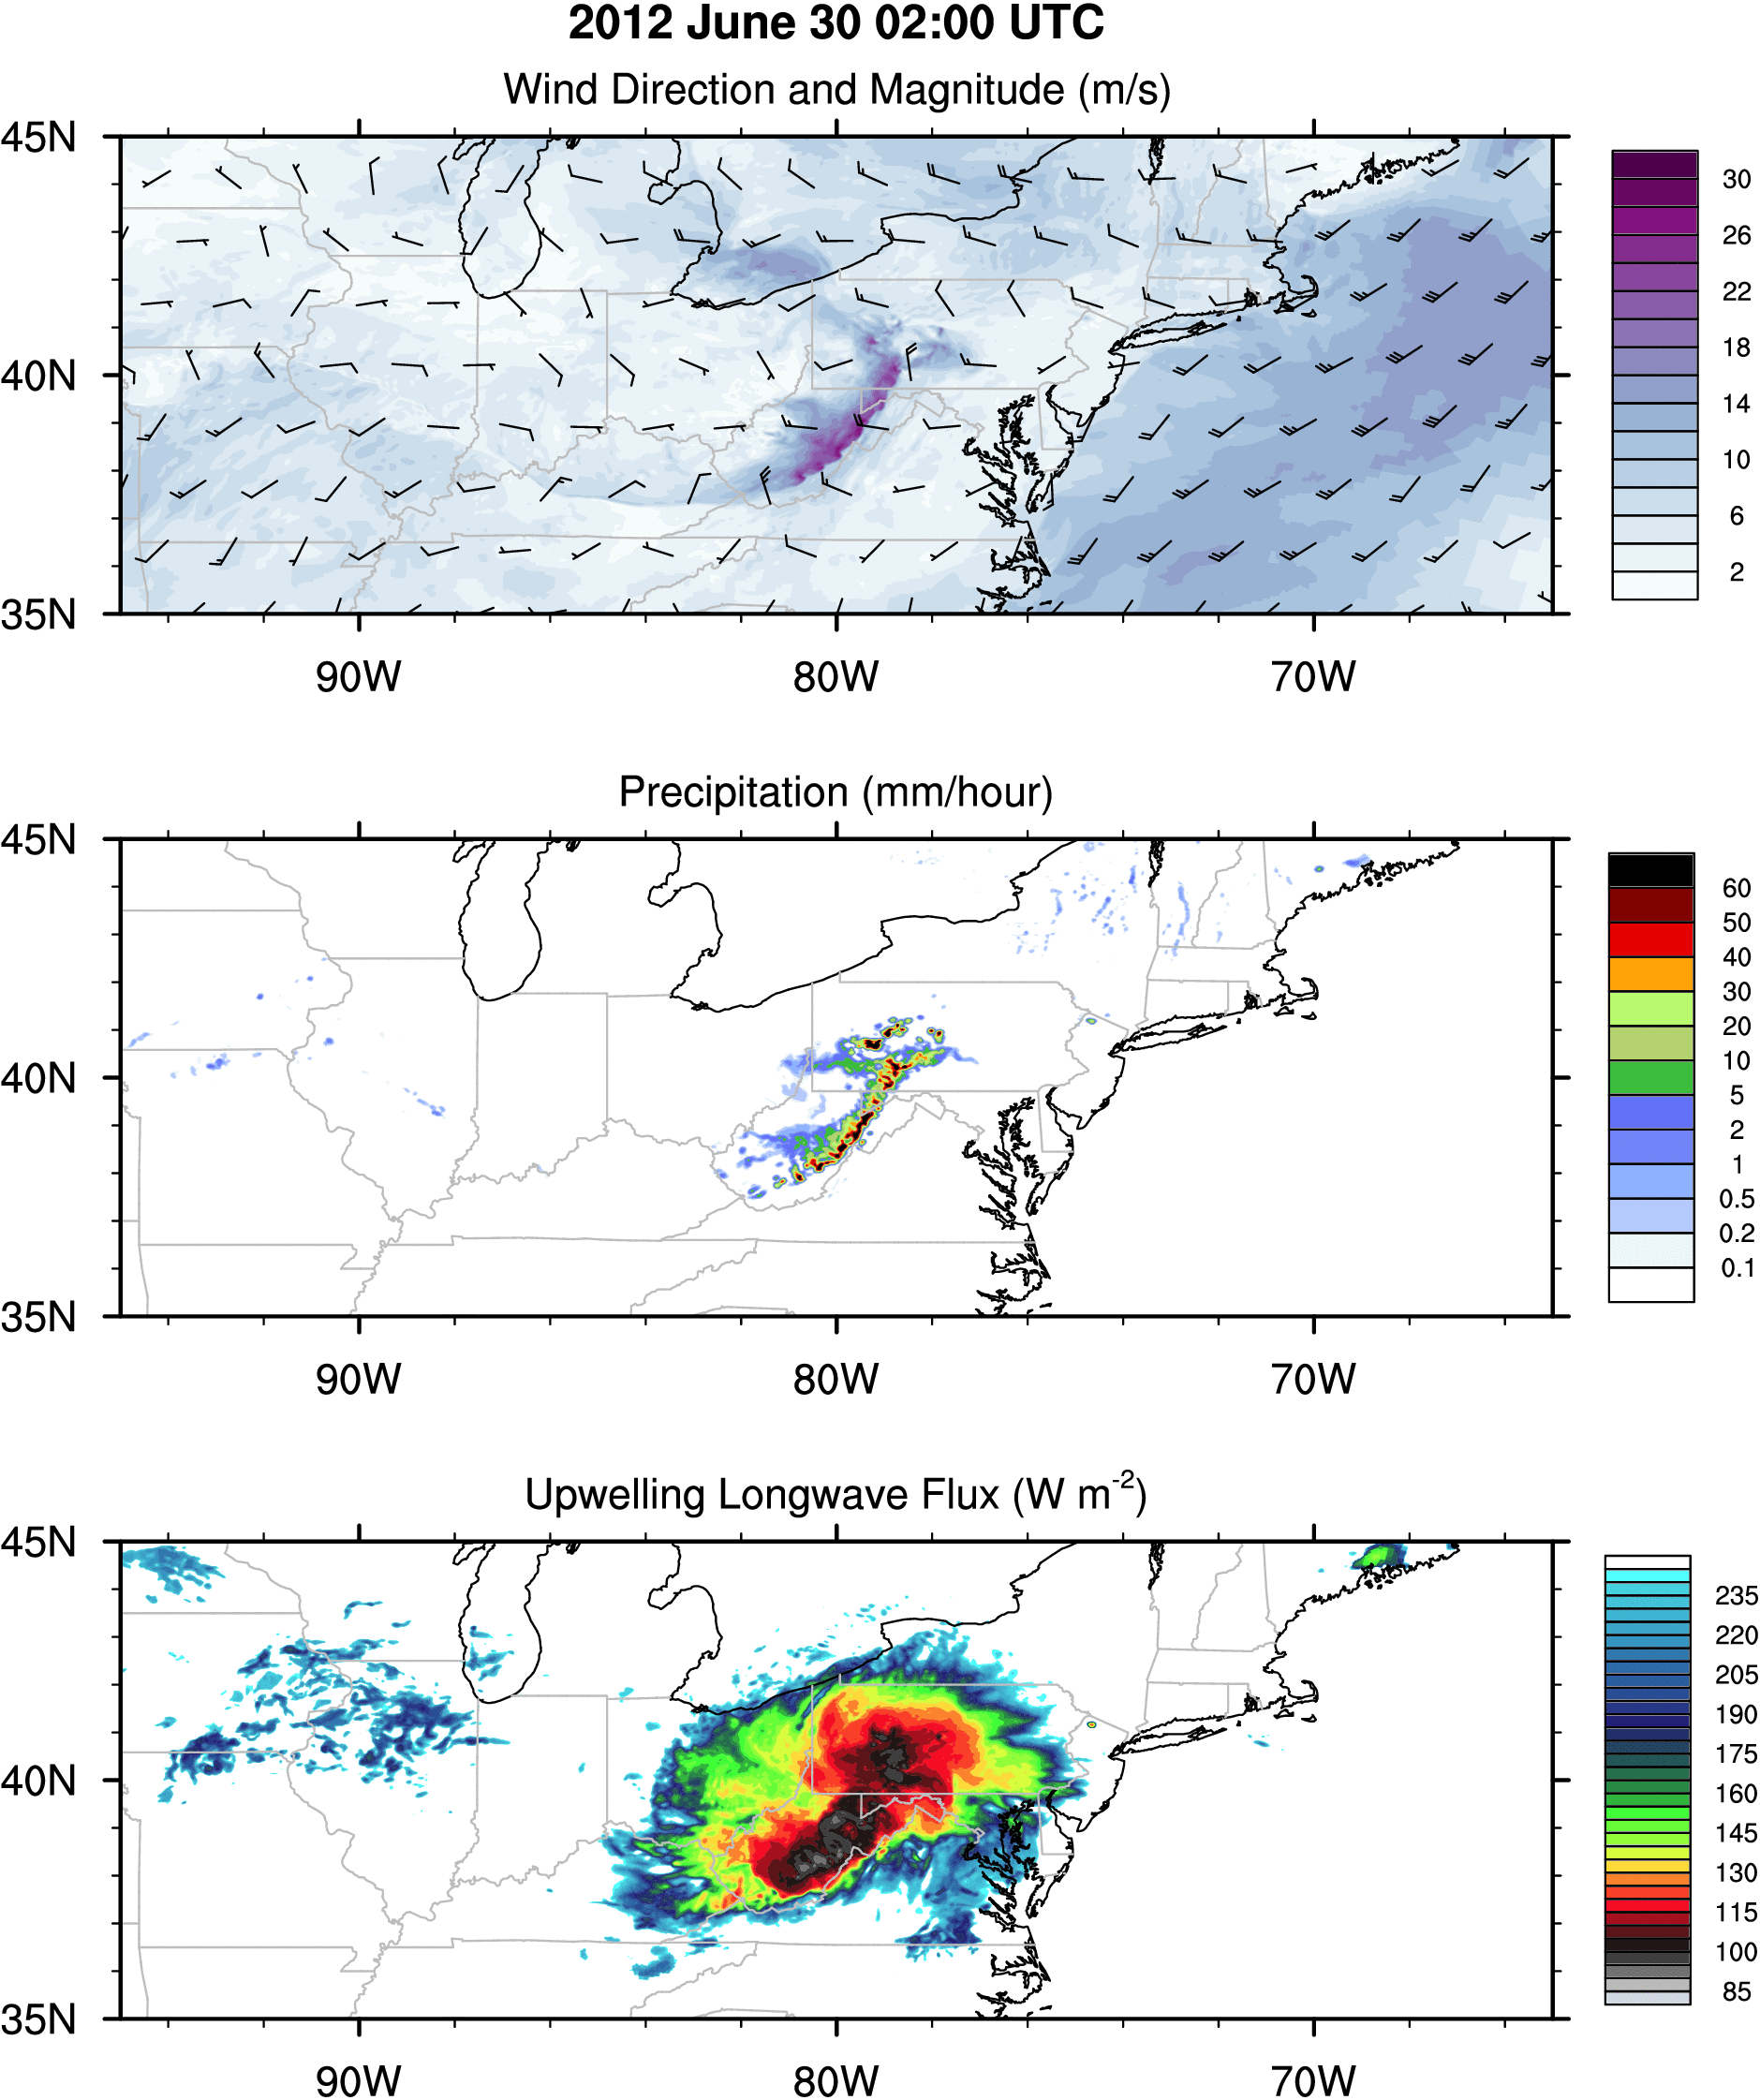 2012 June 30 02:00 UTC
Wind Direction and Magnitude (m/s)
45N
40N
35N
90W 80W 70W
30
26
22
18
14
10
6
2
Precipitation (mm/hour)
45N
40N
35N
90W 80W 70W
60
50
40
30
20
10
5
2
1
0.5
0.2
0.1
Upwelling Longwave Flux (W m-2)
45N
40N
35N
90W 80W 70W
235
220
205
190
175
160
145
130
115
100
85